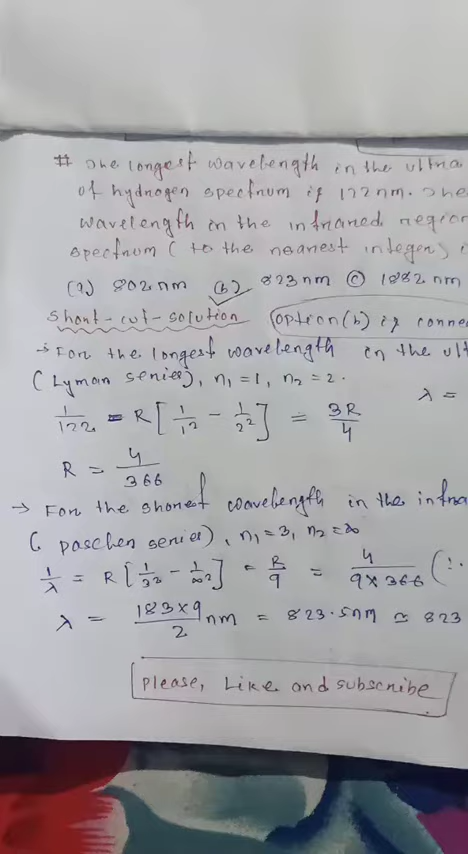 # The longest wavelength in the ultra
of hydrogen spectrum is 122nm. The
wavelength in the infrared region
spectrum (to the nearest integer) i
(a) 802 nm (b) 823 nm (c) 1882 nm
Short-cut-solution option (b) is corre
→ For the longest wavelength in the ult
(Lyman series), n₁ = 1, n₂ = 2. λ =
1/122 = R[1/1² - 1/2²] = 3R/4
R = 4/366
→ For the shortest wavelength in the infra
(paschen series), n₁ = 3, n₂ = ∞
1/λ = R[1/3² - 1/∞²] = R/9 = 4/9×366 (∵
λ = 183×9/2 nm = 823.5nm ≃ 823
please, Like and subscribe